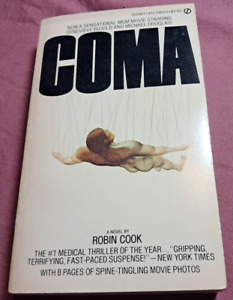 NOW A SENSATIONAL MGM MOVIE STARRING
GENEVIEVE BUJOLD AND MICHAEL DOUGLAS!
COMA
A NOVEL BY
ROBIN COOK
THE #1 MEDICAL THRILLER OF THE YEAR..."GRIPPING,
TERRIFYING, FAST-PACED SUSPENSE!"—NEW YORK TIMES
WITH 8 PAGES OF SPINE-TINGLING MOVIE PHOTOS